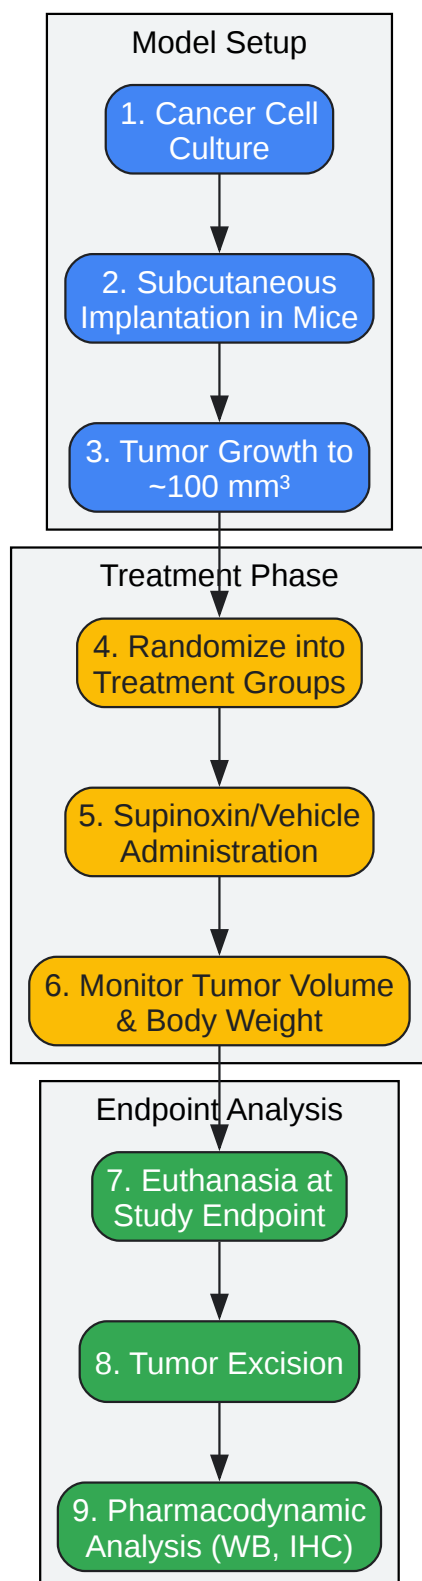 Model Setup
1. Cancer Cell
Culture
2. Subcutaneous
Implantation in Mice
3. Tumor Growth to
~100 mm³
Treatment Phase
4. Randomize into
Treatment Groups
5. Supinoxin/Vehicle
Administration
6. Monitor Tumor Volume
& Body Weight
Endpoint Analysis
7. Euthanasia at
Study Endpoint
8. Tumor Excision
9. Pharmacodynamic
Analysis (WB, IHC)